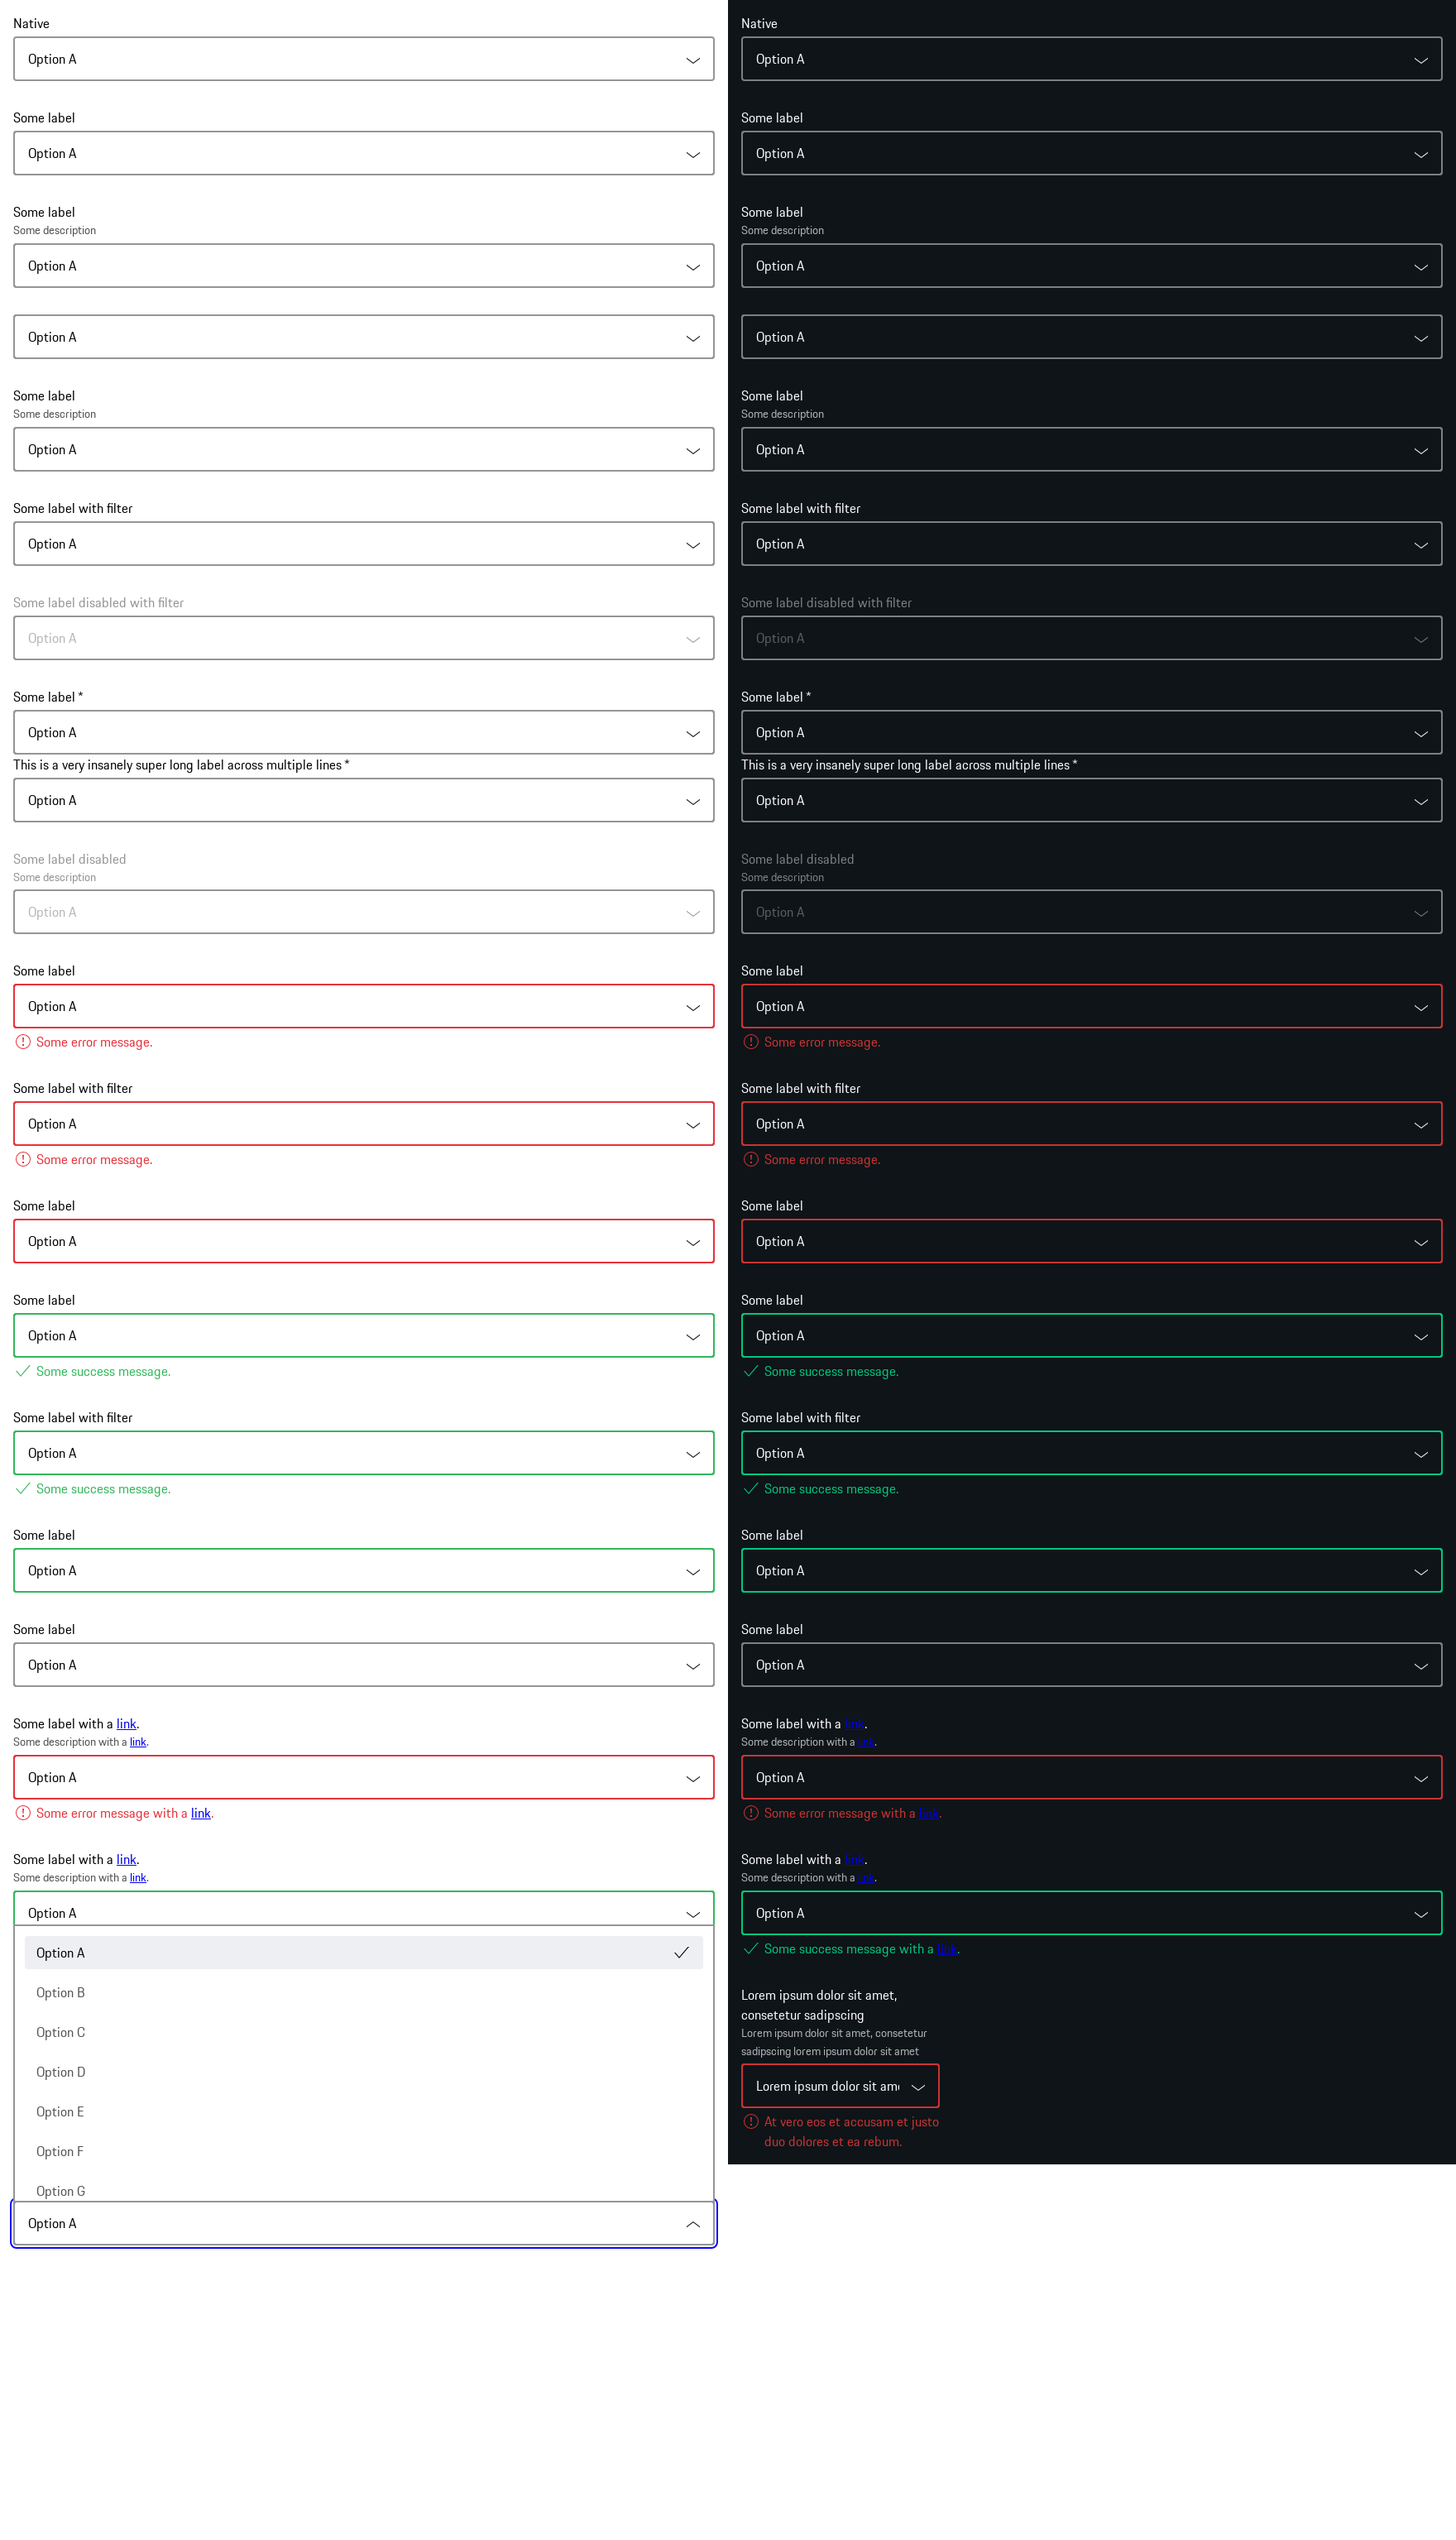 Native
Option A
Some label
Option A
Some label
Some description
Option A
Option A
Some label
Some description
Option A
Some label with filter
Option A
Some label disabled with filter
Option A
Some label *
Option A
This is a very insanely super long label across multiple lines *
Option A
Some label disabled
Some description
Option A
Some label
Option A
Some error message.
Some label with filter
Option A
Some error message.
Some label
Option A
Some label
Option A
Some success message.
Some label with filter
Option A
Some success message.
Some label
Option A
Some label
Option A
Some label with a link.
Some description with a link.
Option A
Some error message with a link.
Some label with a link.
Some description with a link.
Option A
Option A
Option B
Option C
Option D
Option E
Option F
Option G
Option A
Native
Option A
Some label
Option A
Some label
Some description
Option A
Option A
Some label
Some description
Option A
Some label with filter
Option A
Some label disabled with filter
Option A
Some label *
Option A
This is a very insanely super long label across multiple lines *
Option A
Some label disabled
Some description
Option A
Some label
Option A
Some error message.
Some label with filter
Option A
Some error message.
Some label
Option A
Some label
Option A
Some success message.
Some label with filter
Option A
Some success message.
Some label
Option A
Some label
Option A
Some label with a link.
Some description with a link.
Option A
Some error message with a link.
Some label with a link.
Some description with a link.
Option A
Some success message with a link.
Lorem ipsum dolor sit amet,
consetetur sadipscing
Lorem ipsum dolor sit amet, consetetur
sadipscing lorem ipsum dolor sit amet
Lorem ipsum dolor sit am
At vero eos et accusam et justo
duo dolores et ea rebum.